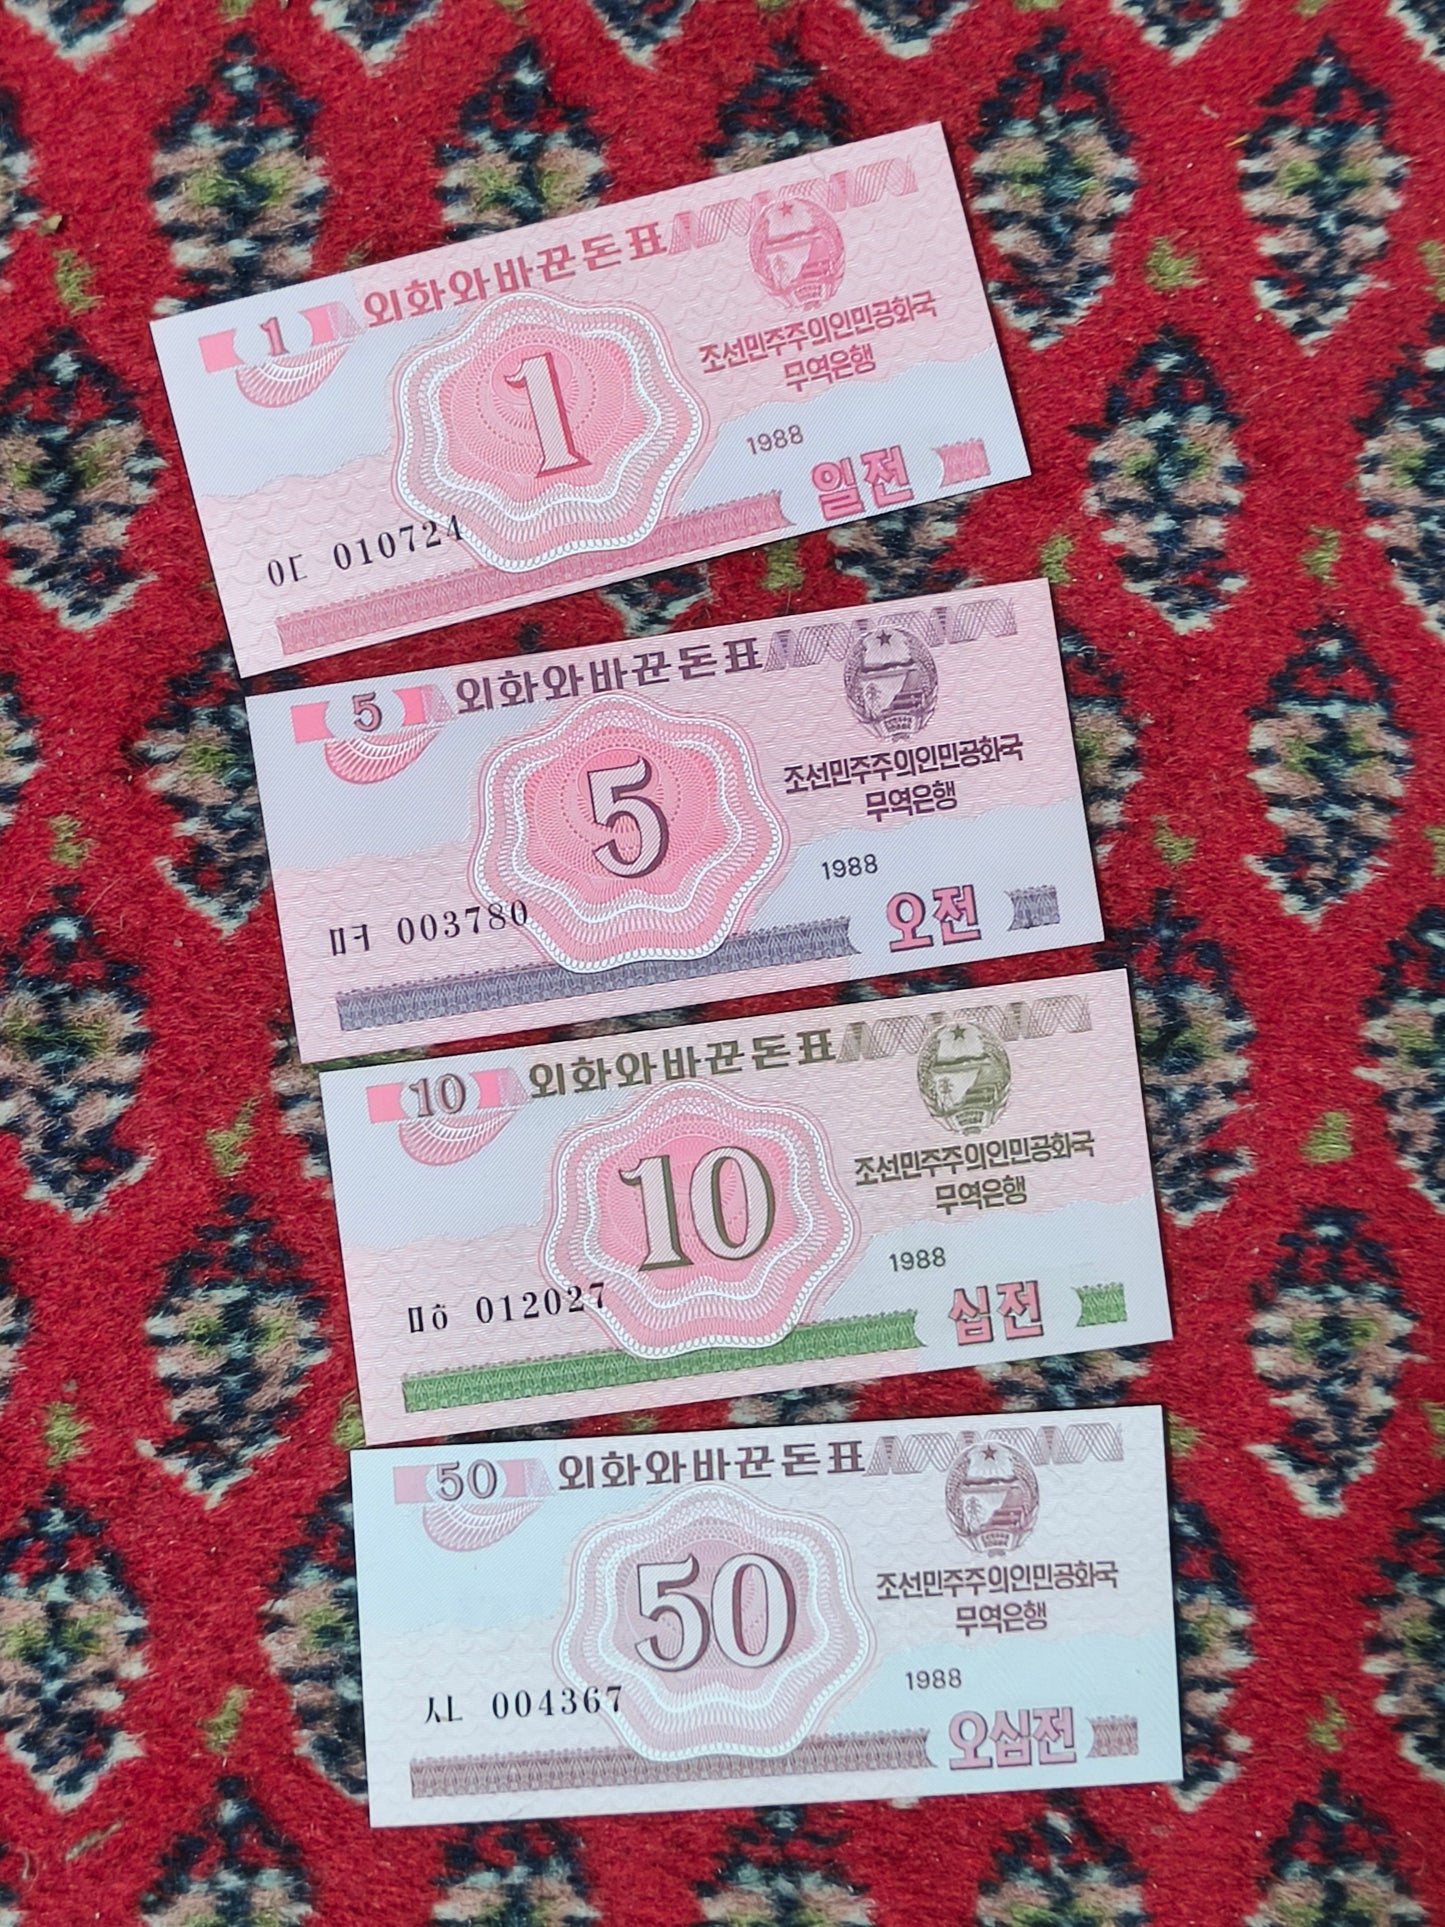 외화와바꾼돈표
1
조선민주주의인민공화국
무역은행
1
1988
일전
ㅇㄷ 010724
외화와바꾼돈표
5
조선민주주의인민공화국
무역은행
5
1988
오전
ㅁㅕ 003780
외화와바꾼돈표
10
조선민주주의인민공화국
무역은행
10
1988
십전
ㅁㅎ 012027
외화와바꾼돈표
50
조선민주주의인민공화국
무역은행
50
1988
오십전
ㅅㄴ 004367